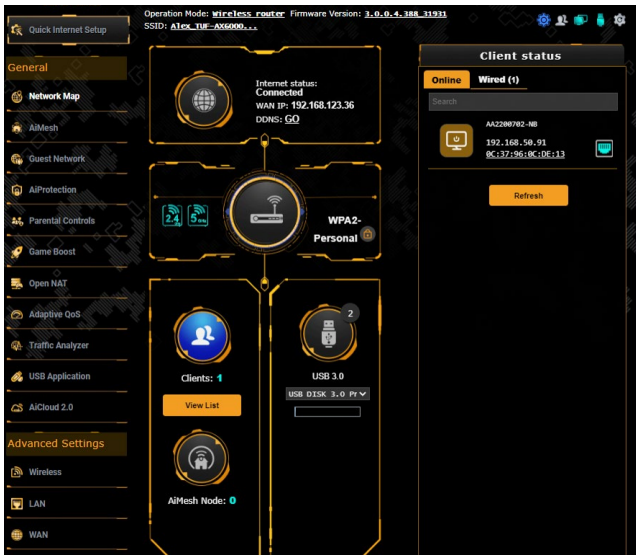 Operation Mode: Wireless router Firmware Version: 3.0.0.4.388_31931
SSID: Alex_TUF-AX6000...
Quick Internet Setup
General
Network Map
AiMesh
Guest Network
AiProtection
Parental Controls
Game Boost
Open NAT
Adaptive QoS
Traffic Analyzer
USB Application
AiCloud 2.0
Advanced Settings
Wireless
LAN
WAN
Internet status:
Connected
WAN IP: 192.168.123.36
DDNS: GO
2.4
5GHz
WPA2-
Personal
Clients: 1
View List
AiMesh Node: 0
2
USB 3.0
USB DISK 3.0 Pr
Client status
Online Wired (1)
Search
AA2200702-NB
192.168.50.91
0C:37:96:0C:DE:13
Refresh